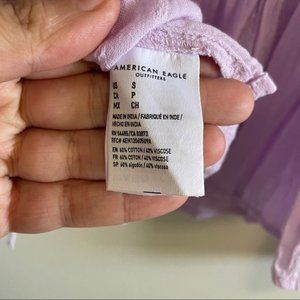 AMERICAN EAGLE
OUTFITTERS
US S
CA P
MX CH
MADE IN INDIA / FABRIQUÉ EN INDE /
HECHO EN INDIA
EN 60% COTTON / 40% VISCOSE
FR 60% COTON / 40% VISCOSE
SP 60% algodón / 40% viscosa